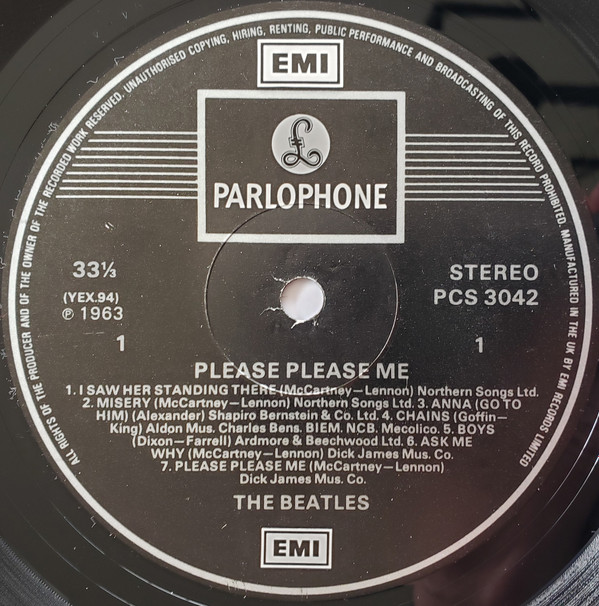 ALL RIGHTS OF THE PRODUCER AND OF THE OWNER OF THE RECORDED WORK RESERVED. UNAUTHORISED COPYING, HIRING, RENTING, PUBLIC PERFORMANCE AND BROADCASTING OF THIS RECORD PROHIBITED. MANUFACTURED IN THE UK BY EMI RECORDS LIMITED
EMI
£
PARLOPHONE
33⅓
(YEX.94)
℗ 1963
1
STEREO
PCS 3042
1
PLEASE PLEASE ME
1. I SAW HER STANDING THERE (McCartney—Lennon) Northern Songs Ltd.
2. MISERY (McCartney—Lennon) Northern Songs Ltd. 3. ANNA (GO TO
HIM) (Alexander) Shapiro Bernstein & Co. Ltd. 4. CHAINS (Goffin—
King) Aldon Mus. Charles Bens. BIEM. NCB. Mecolico. 5. BOYS
(Dixon—Farrell) Ardmore & Beechwood Ltd. 6. ASK ME
WHY (McCartney—Lennon) Dick James Mus. Co.
7. PLEASE PLEASE ME (McCartney—Lennon)
Dick James Mus. Co.
THE BEATLES
EMI